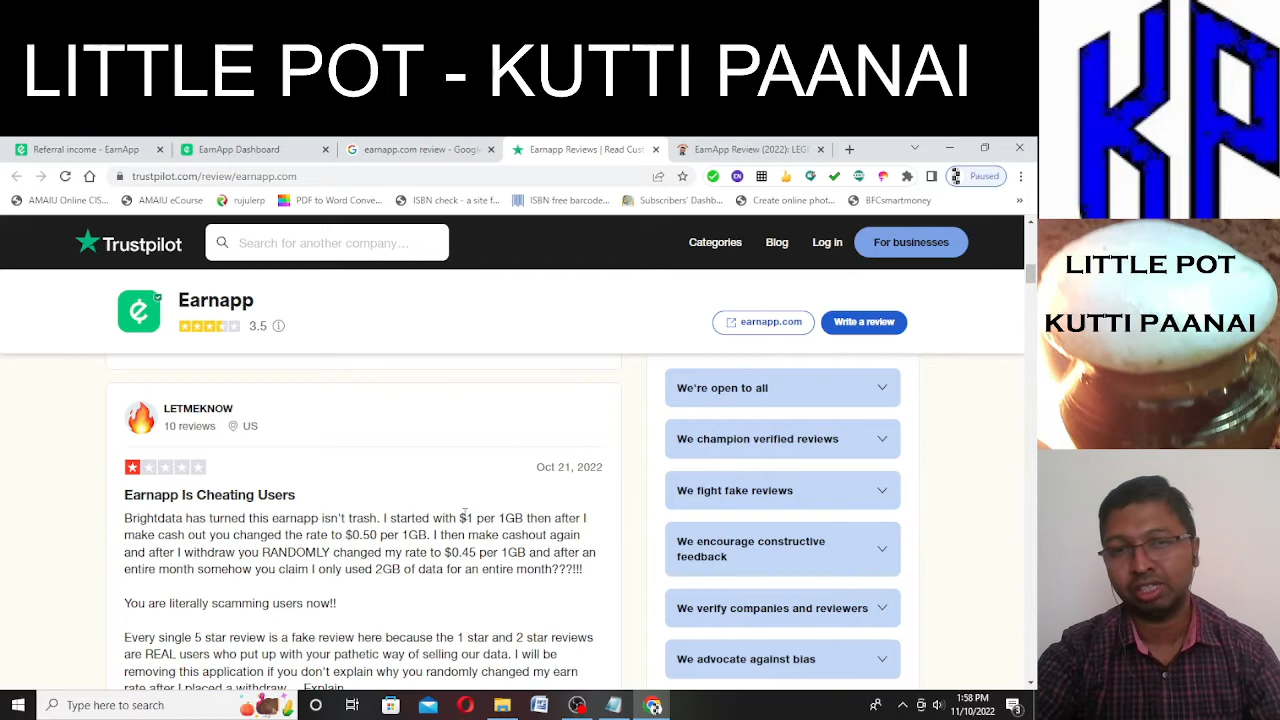 LITTLE POT - KUTTI PAANAI
KP
Referral income - EarnApp
EarnApp Dashboard
earnapp.com review - Goog
Earnapp Reviews | Read Cust
EarnApp Review (2022): LEGI
trustpilot.com/review/earnapp.com
Paused
AMAIU Online CIS...
AMAIU eCourse
rujulerp
PDF to Word Conve...
ISBN check - a site f...
ISBN free barcode...
Subscribers' Dashb...
Create online phot...
BFCsmartmoney
»
Trustpilot
Search for another company...
Categories
Blog
Log in
For businesses
Earnapp
3.5
earnapp.com
Write a review
LITTLE POT
KUTTI PAANAI
LETMEKNOW
10 reviews
US
Oct 21, 2022
Earnapp Is Cheating Users
Brightdata has turned this earnapp isn't trash. I started with $1 per 1GB then after I
make cash out you changed the rate to $0.50 per 1GB. I then make cashout again
and after I withdraw you RANDOMLY changed my rate to $0.45 per 1GB and after an
entire month somehow you claim I only used 2GB of data for an entire month???!!!
You are literally scamming users now!!
Every single 5 star review is a fake review here because the 1 star and 2 star reviews
are REAL users who put up with your pathetic way of selling our data. I will be
removing this application if you don't explain why you randomly changed my earn
rate after I placed a withdraw... Explain
We're open to all
We champion verified reviews
We fight fake reviews
We encourage constructive
feedback
We verify companies and reviewers
We advocate against bias
Type here to search
1:58 PM
11/10/2022
3